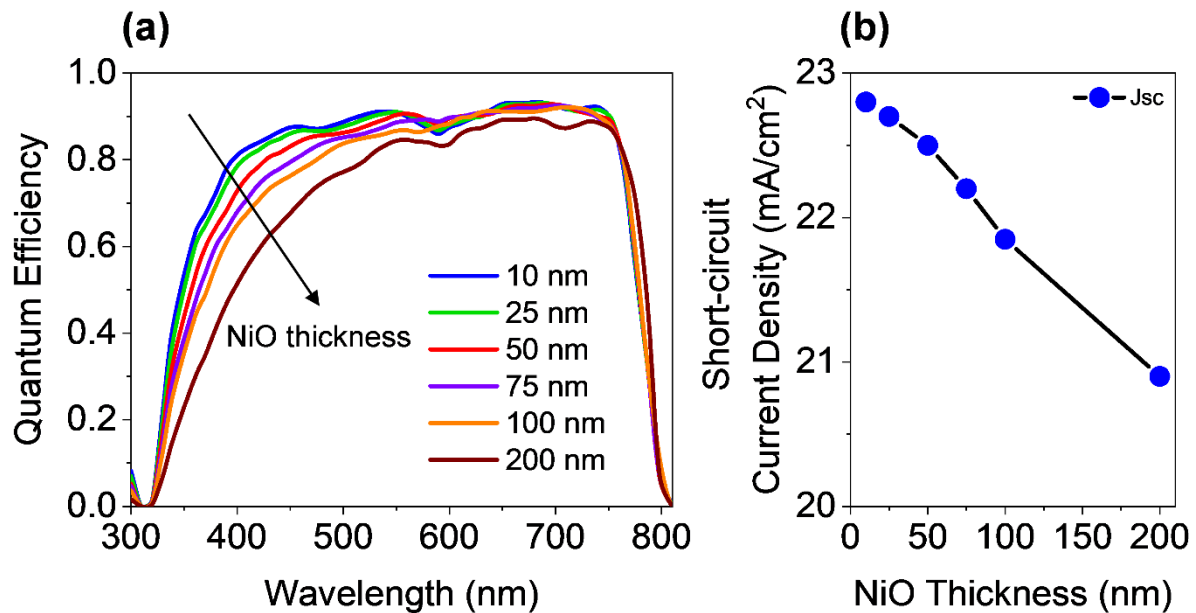 (a)
Quantum Efficiency
1.0
0.8
0.6
0.4
0.2
0.0
300
400
500
600
700
800
Wavelength (nm)
NiO thickness
10 nm
25 nm
50 nm
75 nm
100 nm
200 nm
(b)
Short-circuit
Current Density (mA/cm²)
23
22
21
20
0
50
100
150
200
NiO Thickness (nm)
Jsc